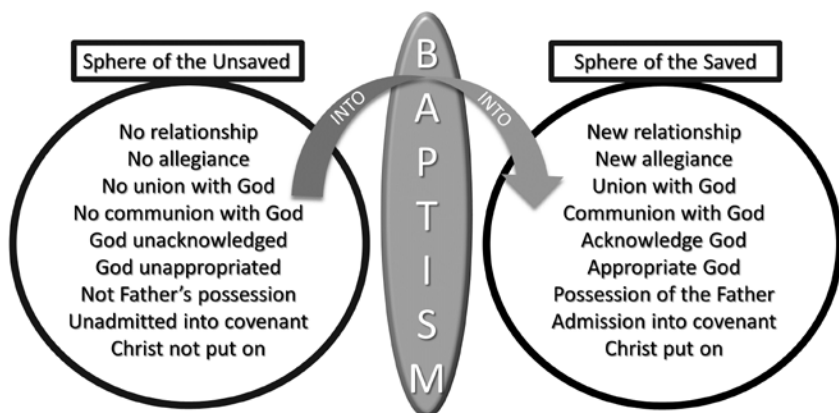 Sphere of the Unsaved
No relationship
No allegiance
No union with God
No communion with God
God unacknowledged
God unappropriated
Not Father's possession
Unadmitted into covenant
Christ not put on
INTO
BAPTISM
INTO
Sphere of the Saved
New relationship
New allegiance
Union with God
Communion with God
Acknowledge God
Appropriate God
Possession of the Father
Admission into covenant
Christ put on